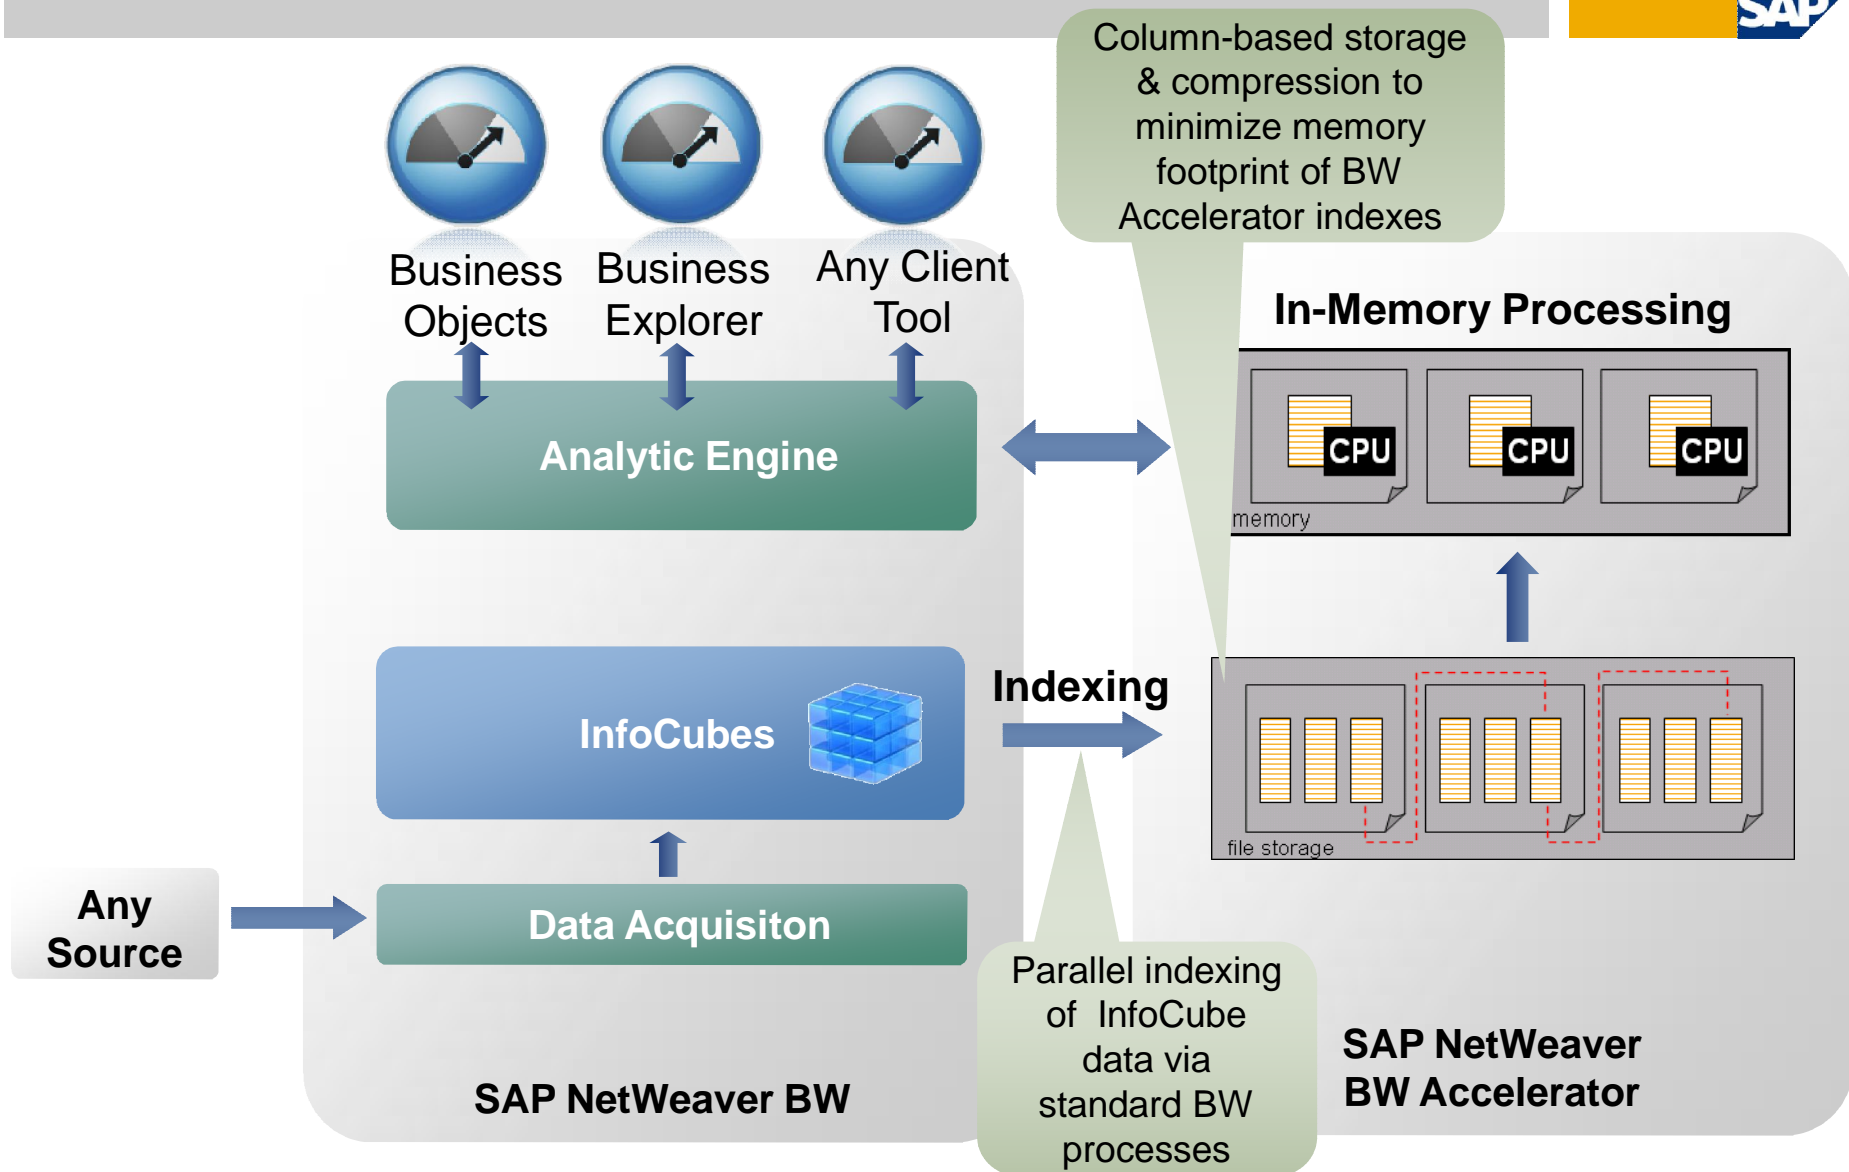 SAP
Column-based storage
& compression to
minimize memory
footprint of BW
Accelerator indexes
Business
Objects
Business
Explorer
Any Client
Tool
In-Memory Processing
Analytic Engine
CPU
CPU
CPU
memory
InfoCubes
Indexing
file storage
Any
Source
Data Acquisiton
Parallel indexing
of InfoCube
data via
standard BW
processes
SAP NetWeaver BW
SAP NetWeaver
BW Accelerator